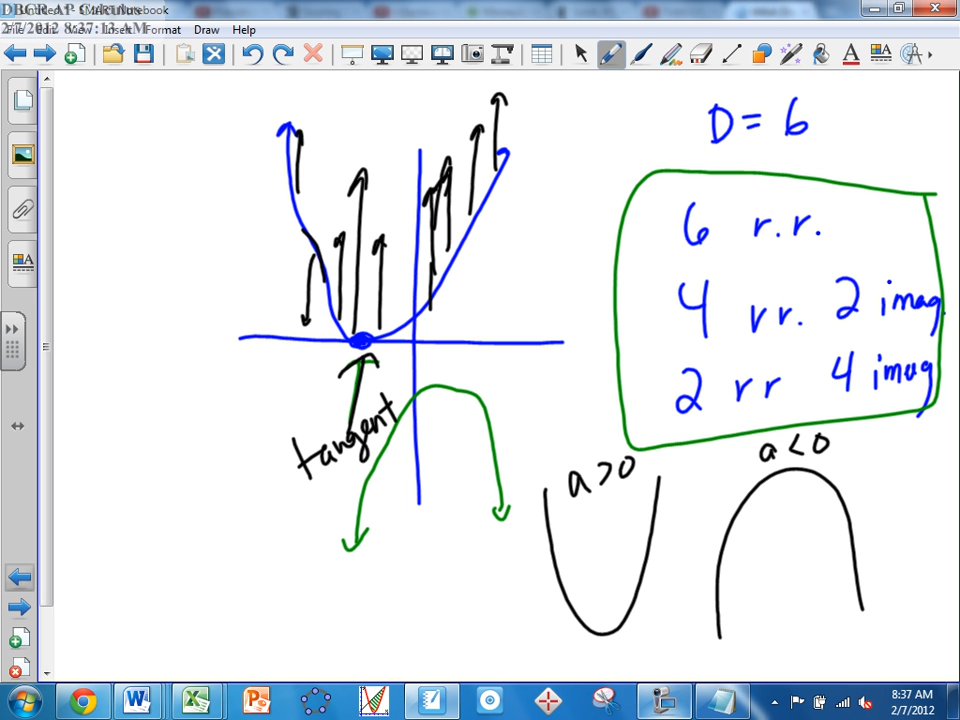 File Edit View Insert Format Draw Help
D = 6
6 r.r.
4 r r. 2 imag
2 r r 4 imag
tangent
a > 0
a < 0
8:37 AM
2/7/2012